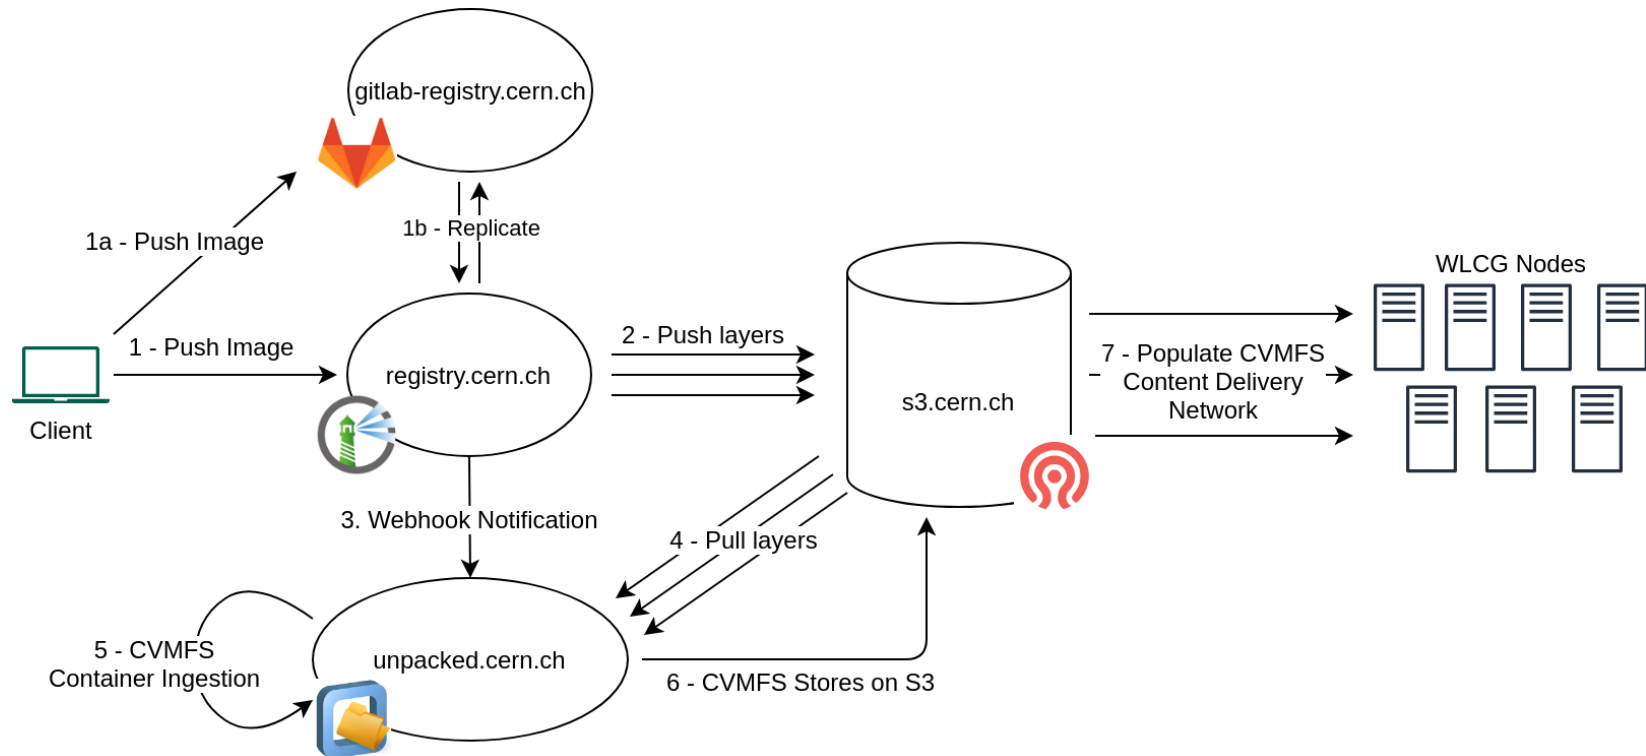 gitlab-registry.cern.ch
1a - Push Image
1b - Replicate
1 - Push Image
Client
registry.cern.ch
2 - Push layers
s3.cern.ch
WLCG Nodes
7 - Populate CVMFS
Content Delivery
Network
3. Webhook Notification
4 - Pull layers
5 - CVMFS
Container Ingestion
unpacked.cern.ch
6 - CVMFS Stores on S3